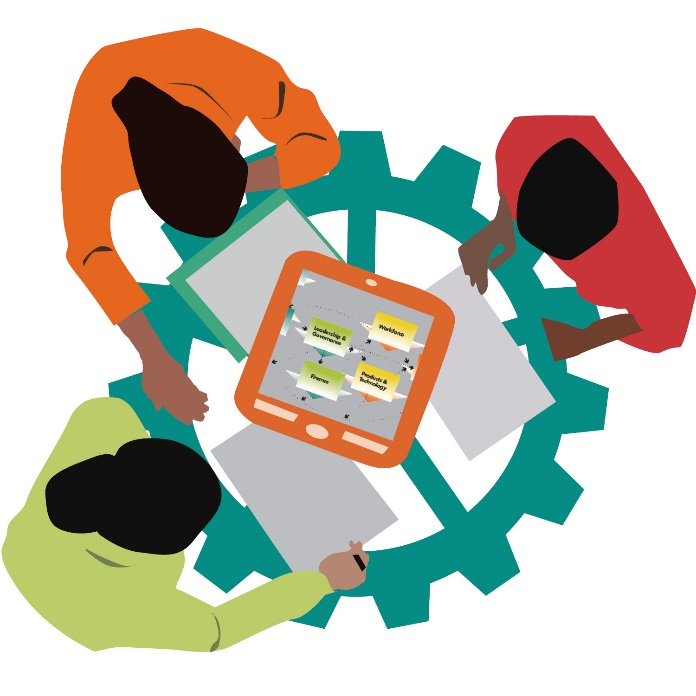 Leadership &
Governance
Workforce
Finance
Products &
Technology